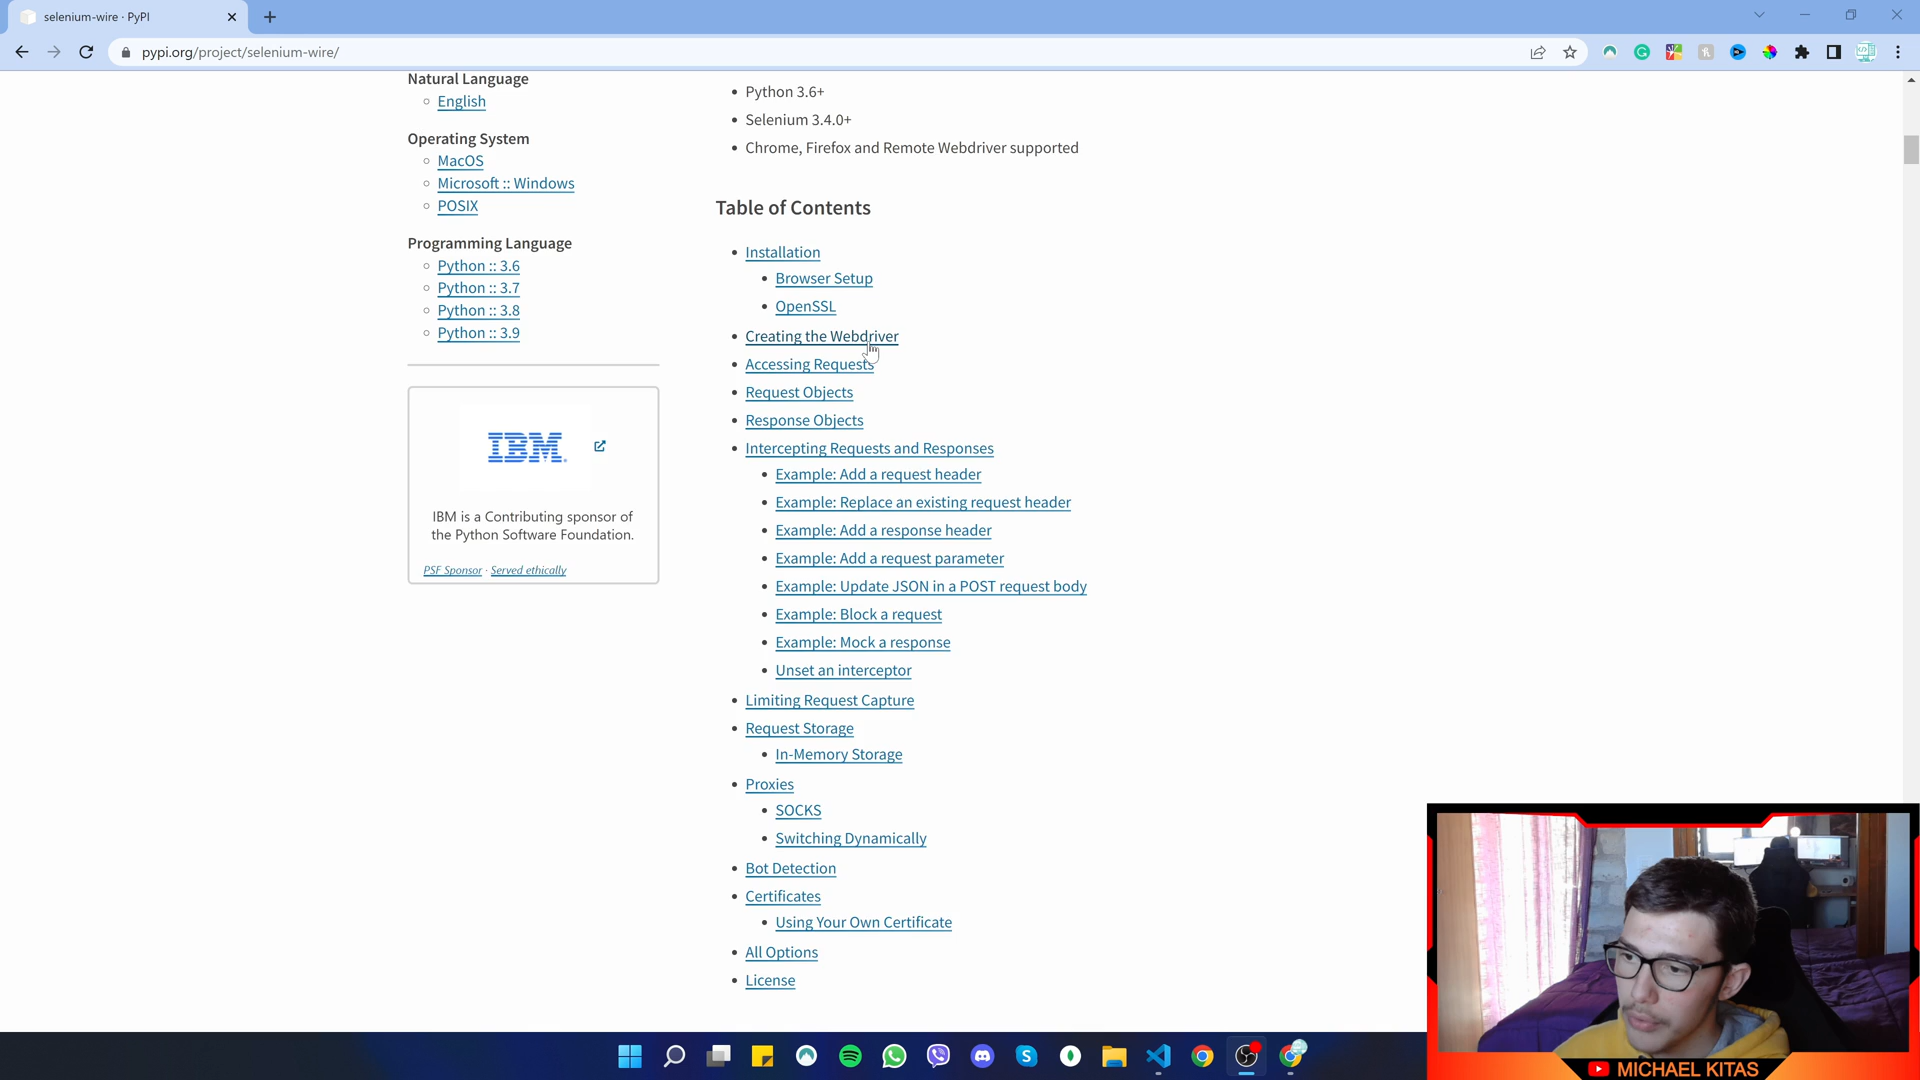 selenium-wire · PyPI
pypi.org/project/selenium-wire/
Natural Language
English
Operating System
MacOS
Microsoft :: Windows
POSIX
Programming Language
Python :: 3.6
Python :: 3.7
Python :: 3.8
Python :: 3.9
IBM
IBM is a Contributing sponsor of
the Python Software Foundation.
PSF Sponsor · Served ethically
Python 3.6+
Selenium 3.4.0+
Chrome, Firefox and Remote Webdriver supported
Table of Contents
Installation
Browser Setup
OpenSSL
Creating the Webdriver
Accessing Requests
Request Objects
Response Objects
Intercepting Requests and Responses
Example: Add a request header
Example: Replace an existing request header
Example: Add a response header
Example: Add a request parameter
Example: Update JSON in a POST request body
Example: Block a request
Example: Mock a response
Unset an interceptor
Limiting Request Capture
Request Storage
In-Memory Storage
Proxies
SOCKS
Switching Dynamically
Bot Detection
Certificates
Using Your Own Certificate
All Options
License
MICHAEL KITAS